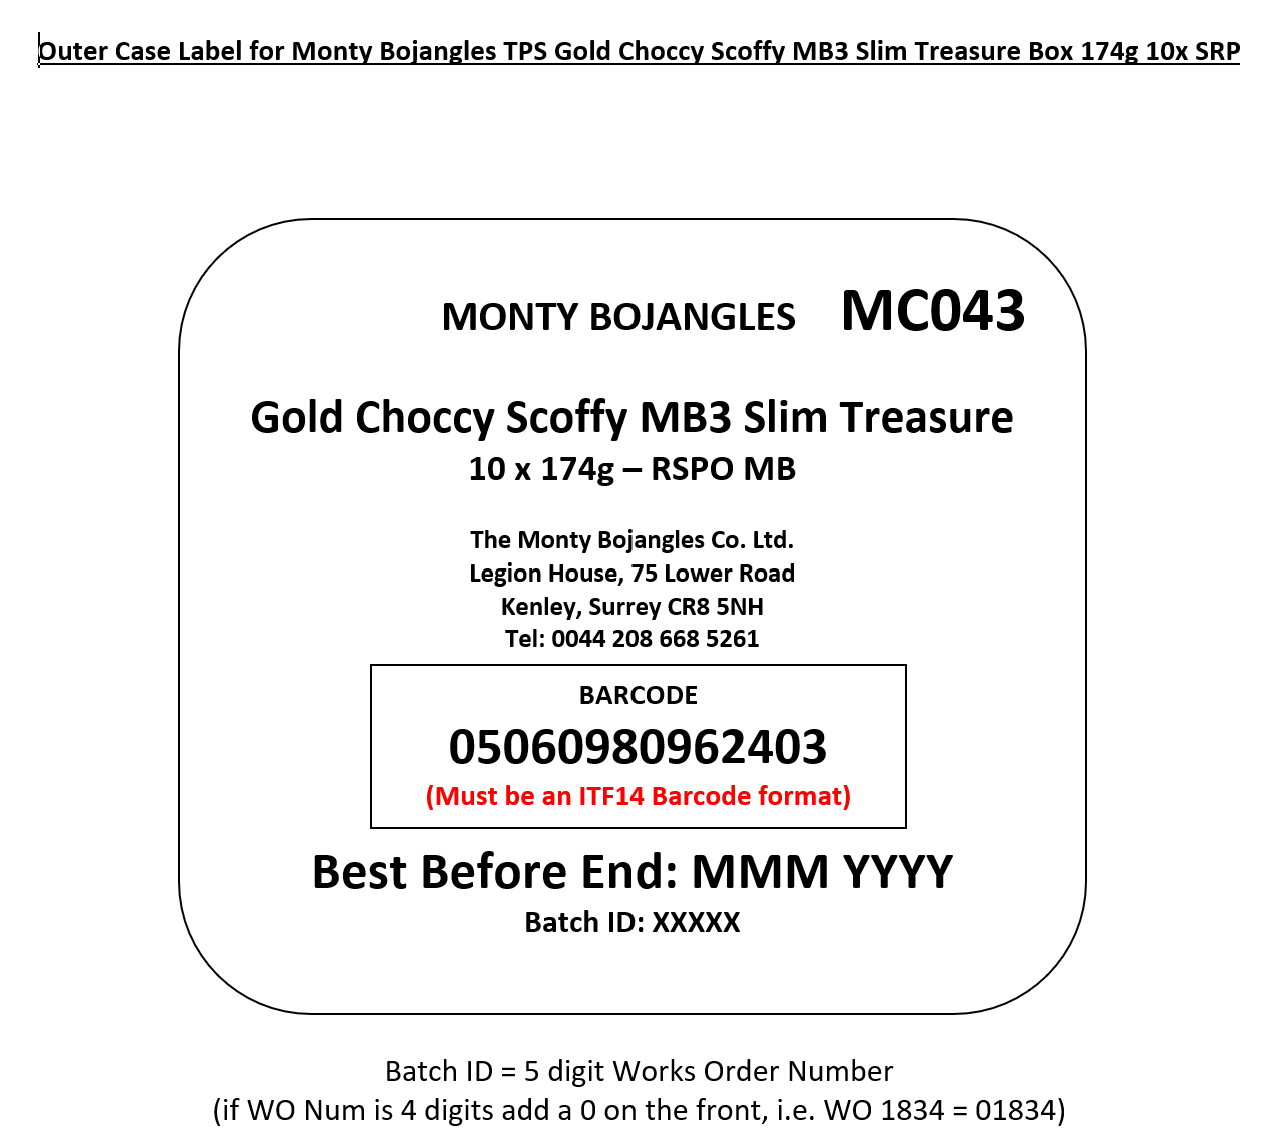 Outer Case Label for Monty Bojangles TPS Gold Choccy Scoffy MB3 Slim Treasure Box 174g 10x SRP
MONTY BOJANGLES MC043
Gold Choccy Scoffy MB3 Slim Treasure
10 x 174g – RSPO MB
The Monty Bojangles Co. Ltd.
Legion House, 75 Lower Road
Kenley, Surrey CR8 5NH
Tel: 0044 208 668 5261
BARCODE
05060980962403
(Must be an ITF14 Barcode format)
Best Before End: MMM YYYY
Batch ID: XXXXX
Batch ID = 5 digit Works Order Number
(if WO Num is 4 digits add a 0 on the front, i.e. WO 1834 = 01834)